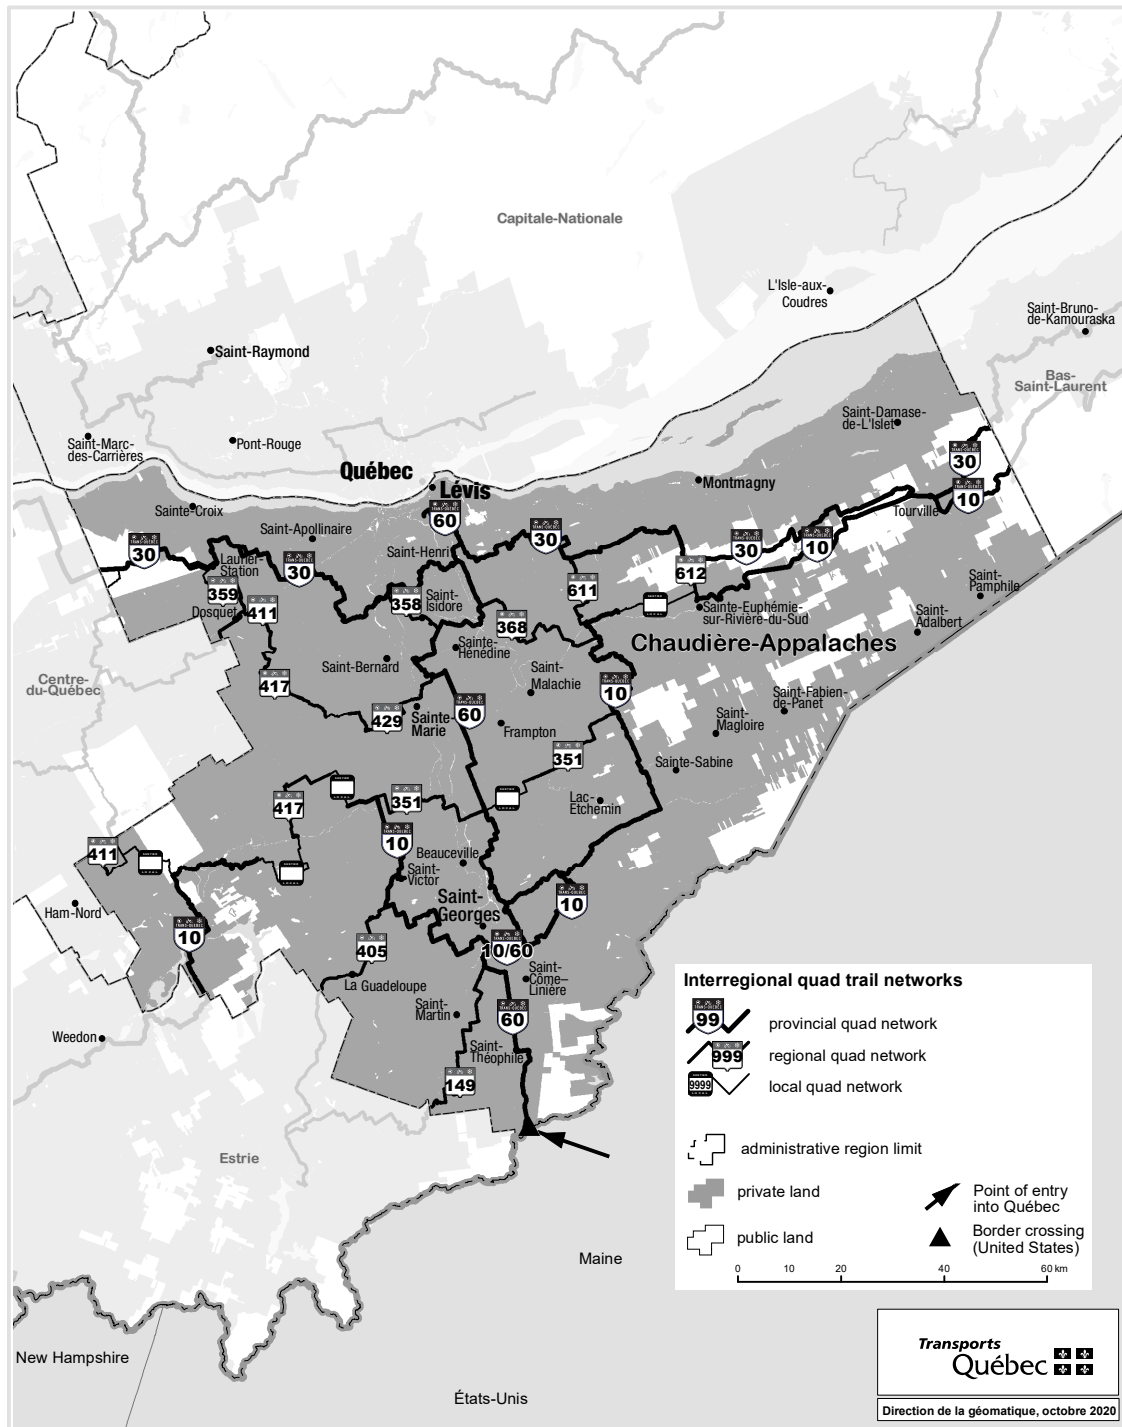 Capitale-Nationale
L'Isle-aux-
Coudres
Saint-Bruno-
de-Kamouraska
Saint-Raymond
Bas-
Saint-Laurent
Saint-Damase-
de-L'Islet
Saint-Marc-
des-Carrières
Pont-Rouge
30
Québec
Lévis
Montmagny
10
Sainte-Croix
60
Tourville
Saint-Apollinaire
30
30
Saint-Henri
30
10
30
Laurier-
Station
30
612
Saint-
Pamphile
359
358
Saint-
Isidore
611
Dosquet
411
Sainte-Euphémie-
sur-Rivière-du-Sud
Saint-
Adalbert
368
Chaudière-Appalaches
Sainte-
Hénédine
Saint-Bernard
Saint-
Malachie
Centre-
du-Québec
417
10
Saint-Fabien-
de-Panet
429
Sainte-
Marie
60
Frampton
Saint-
Magloire
351
Sainte-Sabine
417
351
Lac-
Etchemin
10
411
Beauceville
Saint-
Victor
Ham-Nord
Saint-
Georges
10
10
405
10/60
La Guadeloupe
Saint-
Côme–
Linière
Saint-
Martin
60
Weedon
Saint-
Théophile
149
Estrie
Maine
New Hampshire
États-Unis
Interregional quad trail networks
99 provincial quad network
999 regional quad network
9999 local quad network
administrative region limit
private land
public land
Point of entry
into Québec
Border crossing
(United States)
0 10 20 40 60 km
Transports
Québec
Direction de la géomatique, octobre 2020